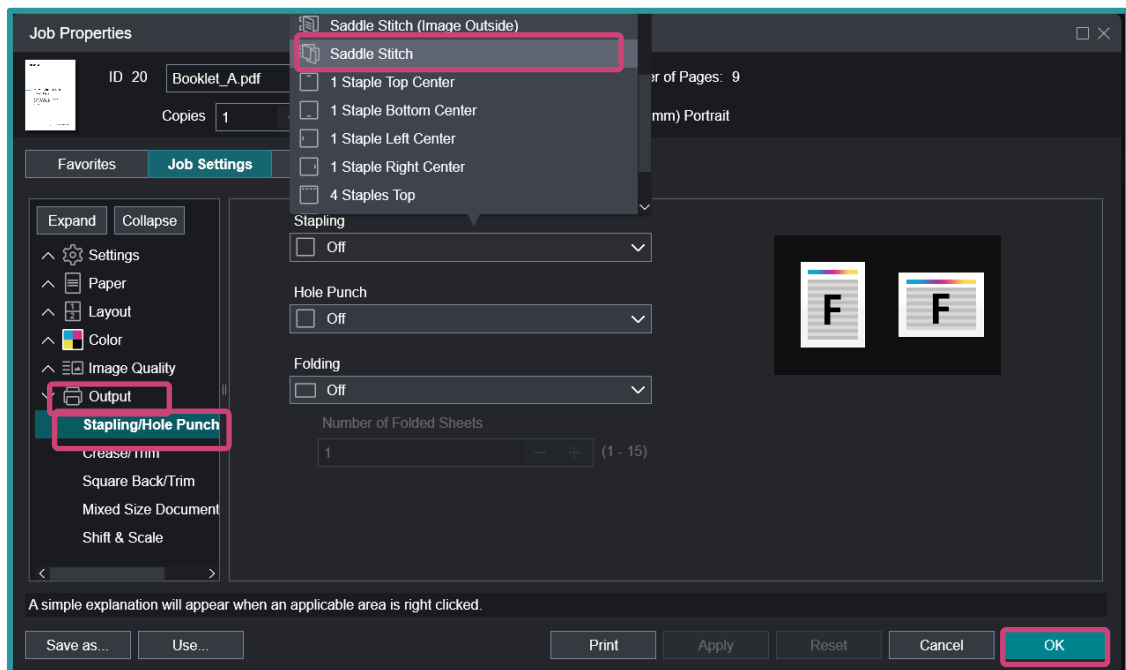 Job Properties
Saddle Stitch (Image Outside)
Saddle Stitch
1 Staple Top Center
1 Staple Bottom Center
1 Staple Left Center
1 Staple Right Center
4 Staples Top
ID 20 Booklet_A.pdf er of Pages: 9
Copies 1 mm) Portrait
Favorites Job Settings
Expand Collapse
Settings
Paper
Layout
Color
Image Quality
Output
Stapling/Hole Punch
Crease/Trim
Square Back/Trim
Mixed Size Document
Shift & Scale
Stapling
Off
Hole Punch
Off
Folding
Off
Number of Folded Sheets
1 (1 - 15)
F F
A simple explanation will appear when an applicable area is right clicked.
Save as... Use... Print Apply Reset Cancel OK